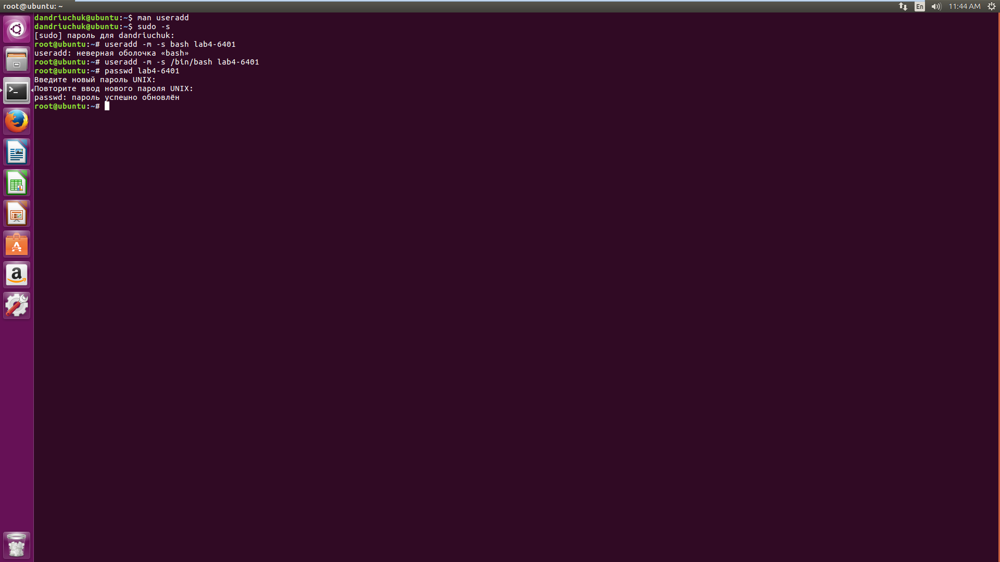 root@ubuntu: ~
En
11:44 AM
dandriuchuk@ubuntu:~$ man useradd
dandriuchuk@ubuntu:~$ sudo -s
[sudo] пароль для dandriuchuk:
root@ubuntu:~# useradd -m -s bash lab4-6401
useradd: неверная оболочка «bash»
root@ubuntu:~# useradd -m -s /bin/bash lab4-6401
root@ubuntu:~# passwd lab4-6401
Введите новый пароль UNIX:
Повторите ввод нового пароля UNIX:
passwd: пароль успешно обновлён
root@ubuntu:~#